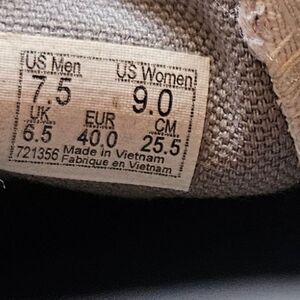 US Men US Women
7.5 9.0
UK EUR CM
6.5 40.0 25.5
721356 Made in Vietnam
Fabrique en Vietnam